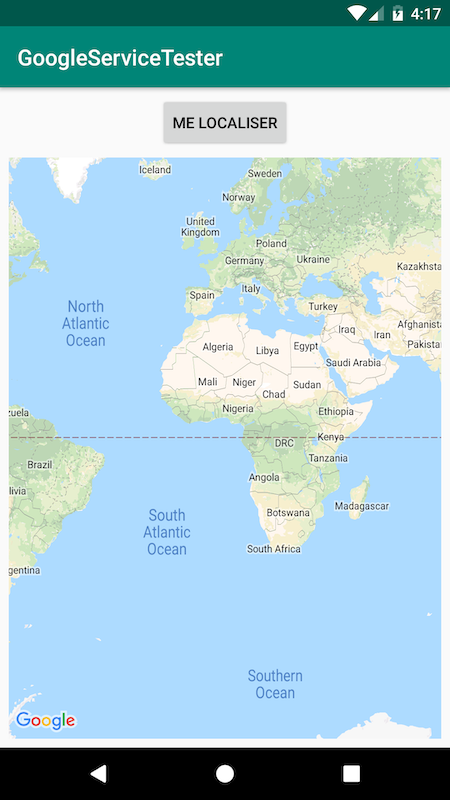 4:17
GoogleServiceTester
ME LOCALISER
Iceland
Sweden
Norway
United
Kingdom
Poland
Germany
Ukraine
Kazakhsta
Italy
Spain
Turkey
North
Atlantic
Ocean
Iraq
Iran
Afghanista
Pakista
Algeria
Libya
Egypt
Saudi Arabia
Mali
Niger
Chad
Sudan
Nigeria
Ethiopia
zuela
Kenya
DRC
Tanzania
Brazil
Angola
livia
Botswana
Madagascar
South
Atlantic
Ocean
South Africa
gentina
Southern
Ocean
Google